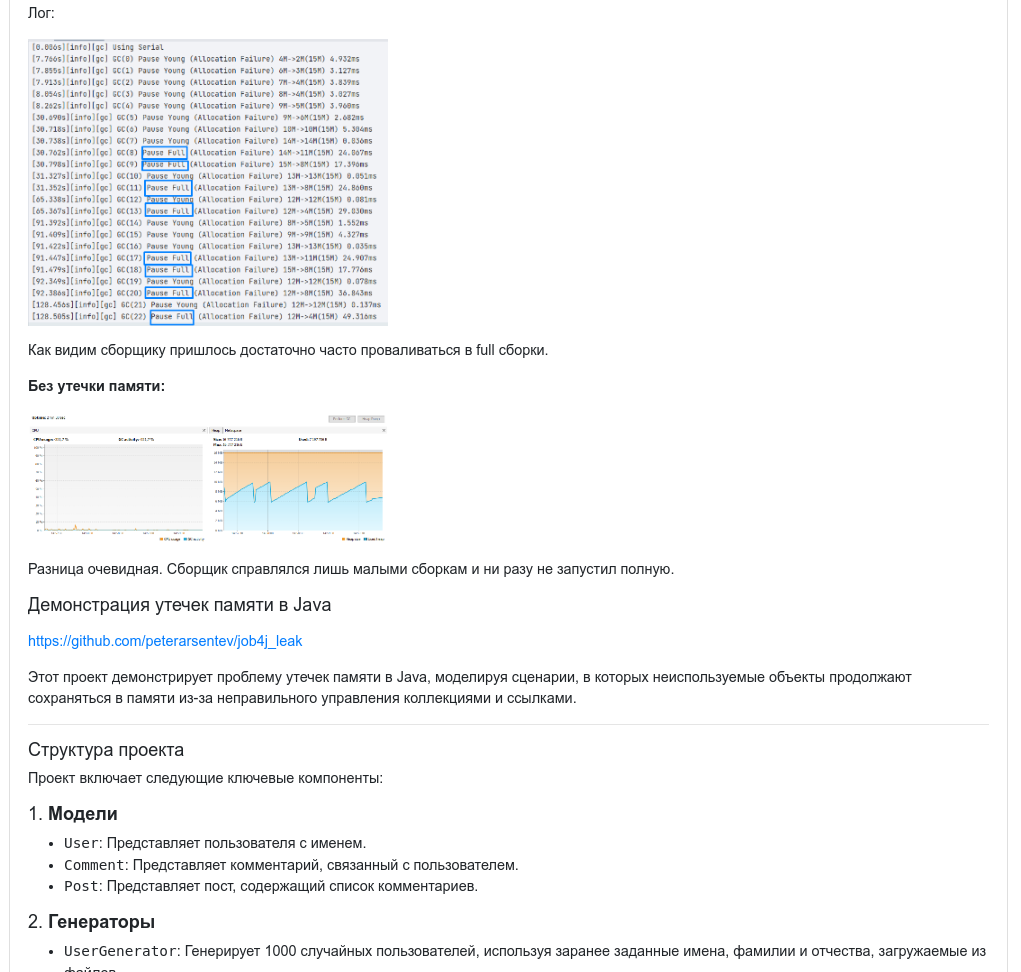 Лог:
[0.006s][info][gc] Using Serial
[7.766s][info][gc] GC(0) Pause Young (Allocation Failure) 4M->2M(15M) 4.932ms
[7.855s][info][gc] GC(1) Pause Young (Allocation Failure) 6M->3M(15M) 3.127ms
[7.913s][info][gc] GC(2) Pause Young (Allocation Failure) 7M->4M(15M) 3.839ms
[8.054s][info][gc] GC(3) Pause Young (Allocation Failure) 8M->4M(15M) 3.027ms
[8.262s][info][gc] GC(4) Pause Young (Allocation Failure) 9M->5M(15M) 3.960ms
[30.690s][info][gc] GC(5) Pause Young (Allocation Failure) 9M->6M(15M) 2.682ms
[30.718s][info][gc] GC(6) Pause Young (Allocation Failure) 10M->10M(15M) 5.304ms
[30.738s][info][gc] GC(7) Pause Young (Allocation Failure) 14M->14M(15M) 0.036ms
[30.762s][info][gc] GC(8) Pause Full (Allocation Failure) 14M->11M(15M) 24.067ms
[30.798s][info][gc] GC(9) Pause Full (Allocation Failure) 15M->8M(15M) 17.396ms
[31.327s][info][gc] GC(10) Pause Young (Allocation Failure) 13M->13M(15M) 0.051ms
[31.352s][info][gc] GC(11) Pause Full (Allocation Failure) 13M->8M(15M) 24.860ms
[65.338s][info][gc] GC(12) Pause Young (Allocation Failure) 12M->12M(15M) 0.081ms
[65.367s][info][gc] GC(13) Pause Full (Allocation Failure) 12M->4M(15M) 29.030ms
[91.392s][info][gc] GC(14) Pause Young (Allocation Failure) 8M->5M(15M) 1.552ms
[91.409s][info][gc] GC(15) Pause Young (Allocation Failure) 9M->9M(15M) 4.327ms
[91.422s][info][gc] GC(16) Pause Young (Allocation Failure) 13M->13M(15M) 0.035ms
[91.447s][info][gc] GC(17) Pause Full (Allocation Failure) 13M->11M(15M) 24.907ms
[91.479s][info][gc] GC(18) Pause Full (Allocation Failure) 15M->8M(15M) 17.776ms
[92.349s][info][gc] GC(19) Pause Young (Allocation Failure) 12M->12M(15M) 0.078ms
[92.386s][info][gc] GC(20) Pause Full (Allocation Failure) 12M->8M(15M) 36.843ms
[128.456s][info][gc] GC(21) Pause Young (Allocation Failure) 12M->12M(15M) 0.137ms
[128.505s][info][gc] GC(22) Pause Full (Allocation Failure) 12M->4M(15M) 49.316ms
Как видим сборщику пришлось достаточно часто проваливаться в full сборки.
Без утечки памяти:
CPU
Heap Metaspace
Разница очевидная. Сборщик справлялся лишь малыми сборкам и ни разу не запустил полную.
Демонстрация утечек памяти в Java
https://github.com/peterarsentev/job4j_leak
Этот проект демонстрирует проблему утечек памяти в Java, моделируя сценарии, в которых неиспользуемые объекты продолжают
сохраняться в памяти из-за неправильного управления коллекциями и ссылками.
Структура проекта
Проект включает следующие ключевые компоненты:
1. Модели
• User: Представляет пользователя с именем.
• Comment: Представляет комментарий, связанный с пользователем.
• Post: Представляет пост, содержащий список комментариев.
2. Генераторы
• UserGenerator: Генерирует 1000 случайных пользователей, используя заранее заданные имена, фамилии и отчества, загружаемые из